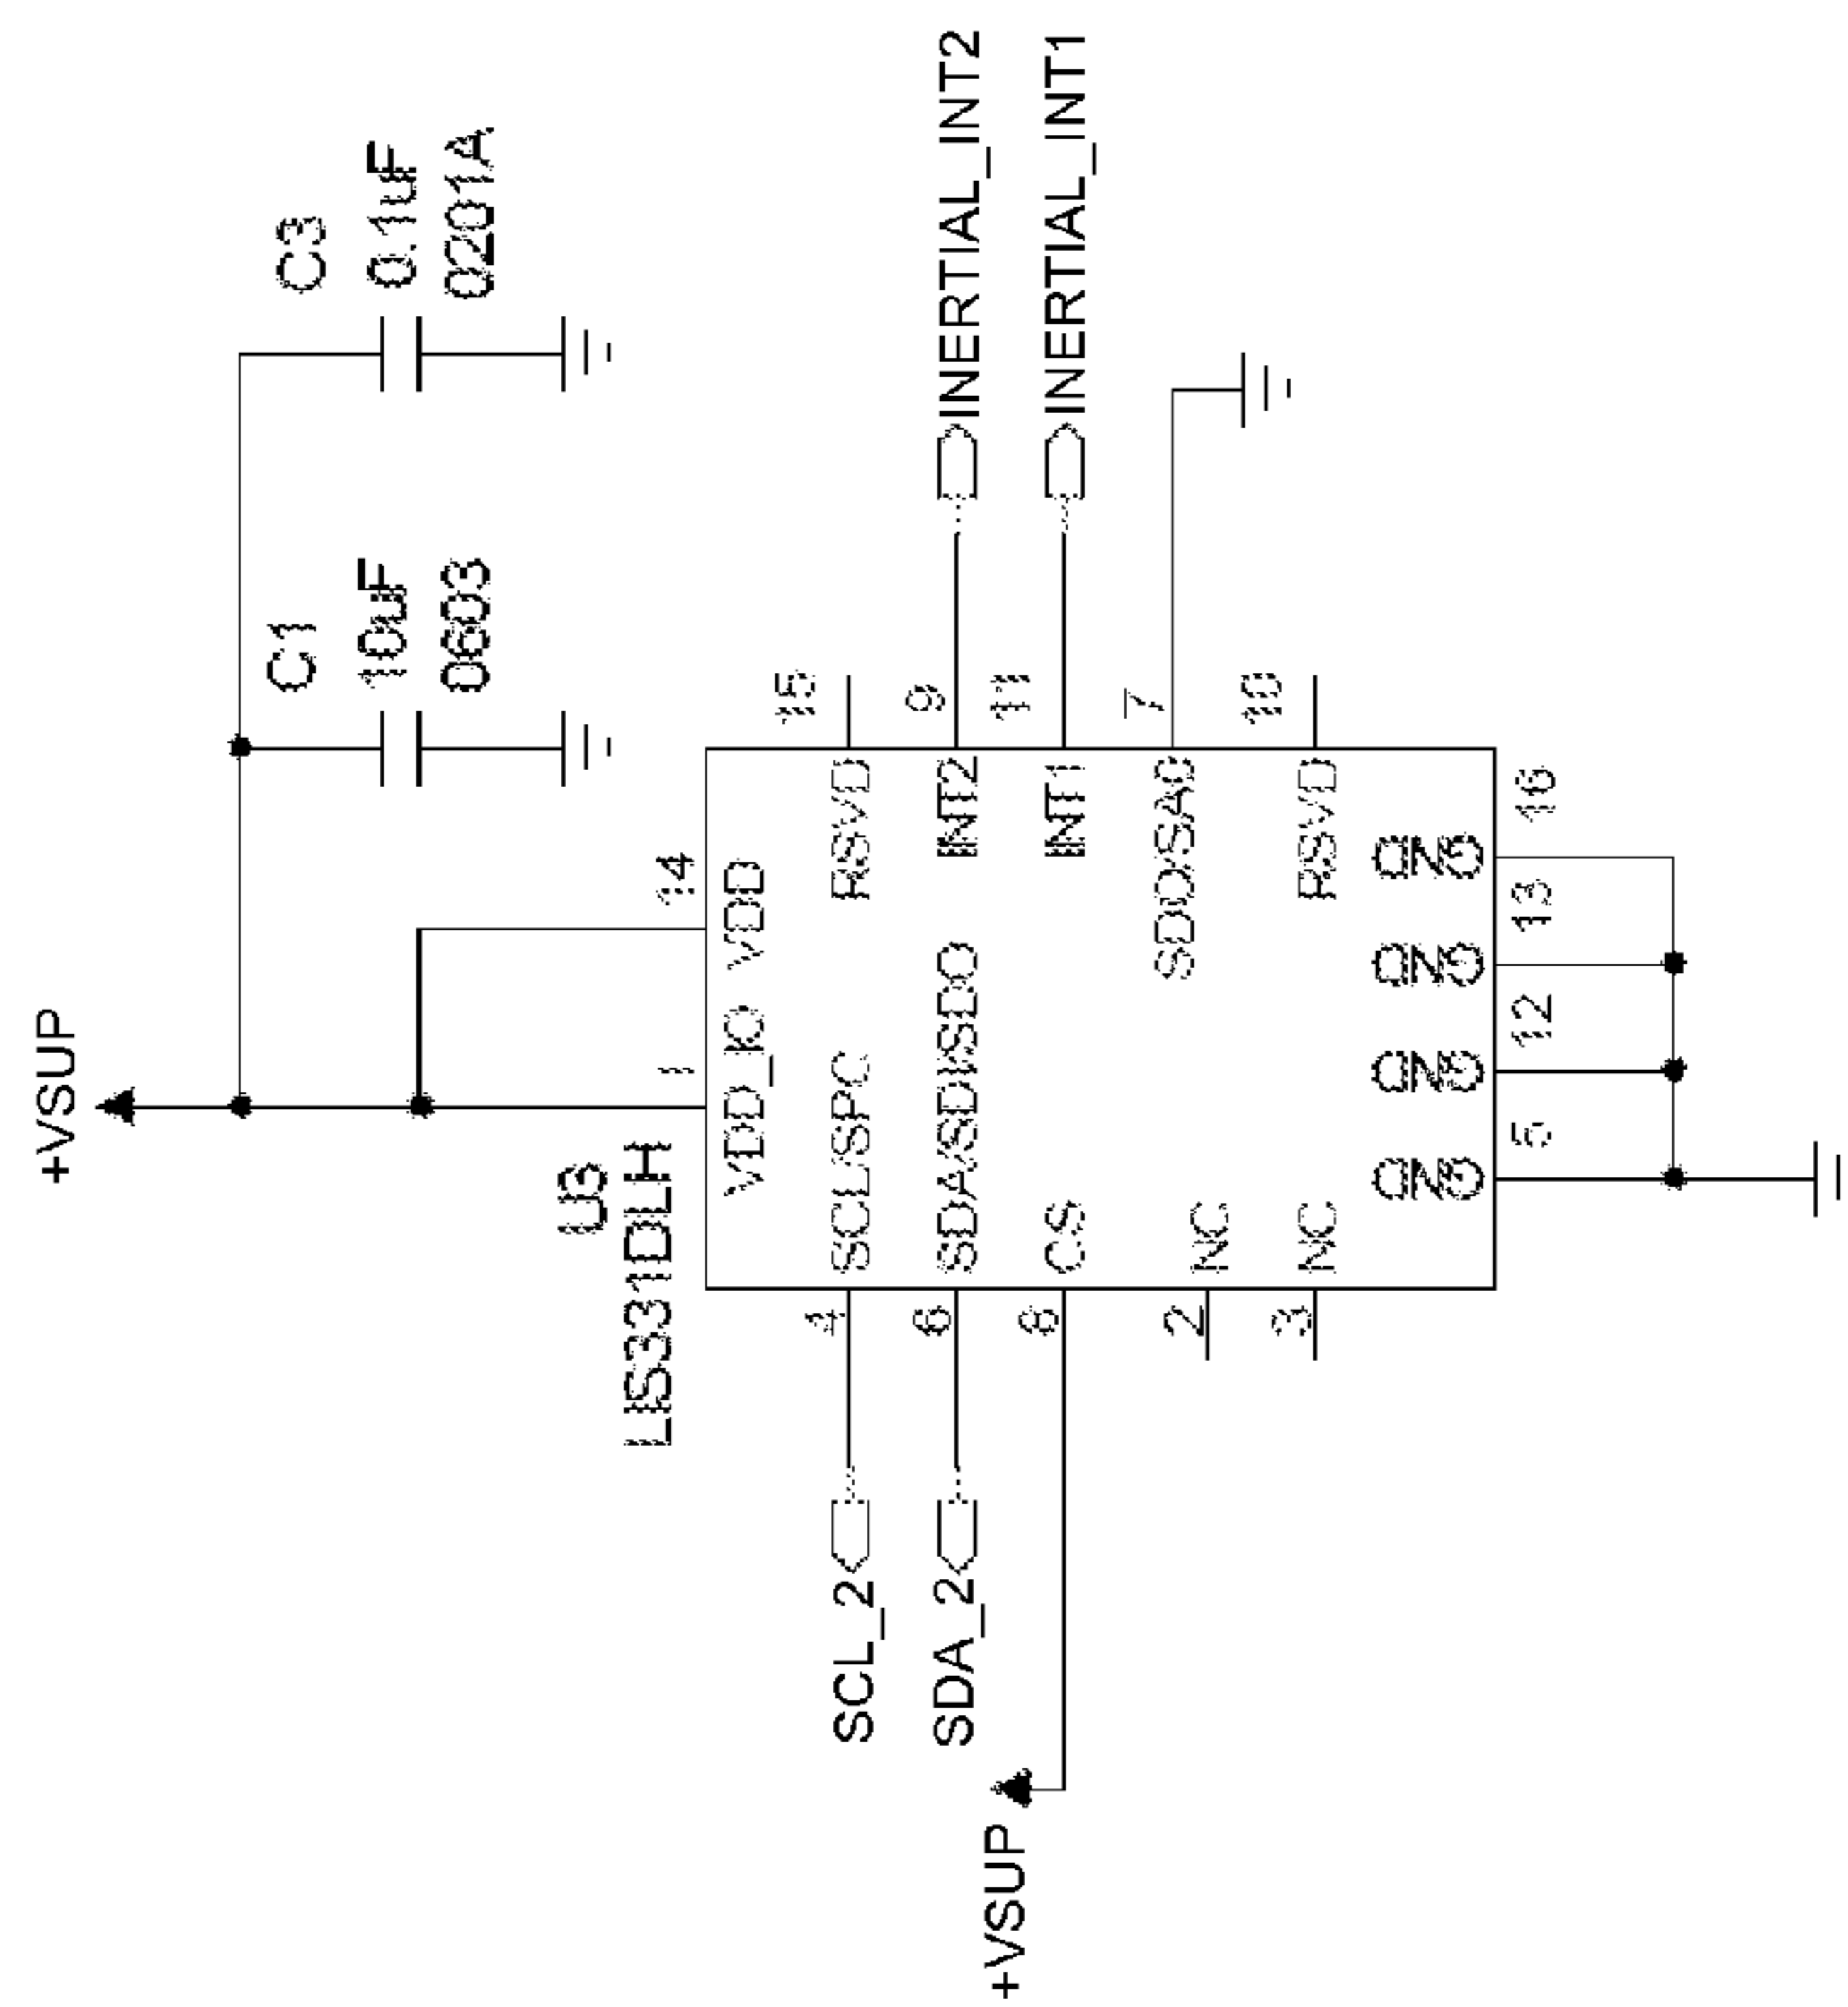 +VSUP
C1
10uF
0603
C3
0.1uF
0201A
U3
LIS331DLH
1
14
VDD_IO
VDD
SCL_2
4
SCL/SPC
RSVD
15
SDA_2
6
SDA/SDI/SDO
INT2
9
INERTIAL_INT2
+VSUP
8
CS
INT1
11
INERTIAL_INT1
SDO/SA0
7
2
NC
3
NC
RSVD
10
GND
GND
GND
GND
5
12
13
16